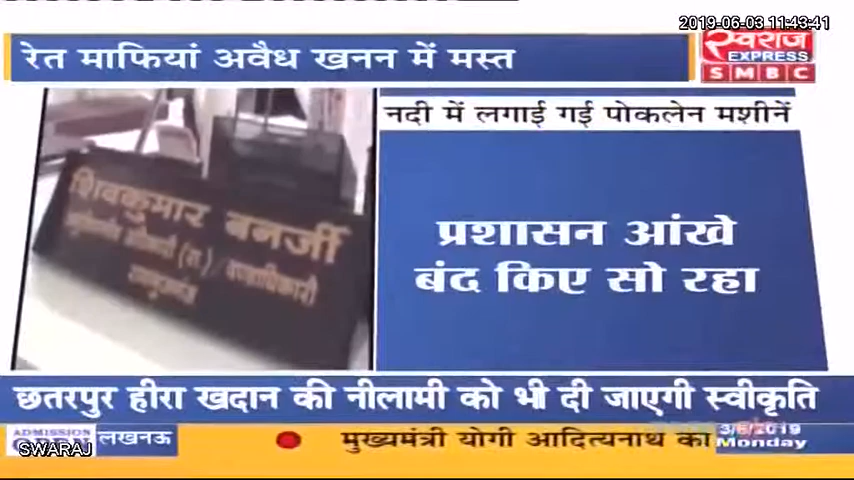 2019-06-03 11:43:41
रेत माफियां अवैध खनन में मस्त
स्वराज
EXPRESS
SMBC
नदी में लगाई गई पोकलेन मशीनें
शिवकुमार बनर्जी
प्रशासन आंखे
बंद किए सो रहा
छतरपुर हीरा खदान की नीलामी को भी दी जाएगी स्वीकृति
ADMISSION
SWARAJ
लखनऊ
मुख्यमंत्री योगी आदित्यनाथ का
3/6/2019
Monday